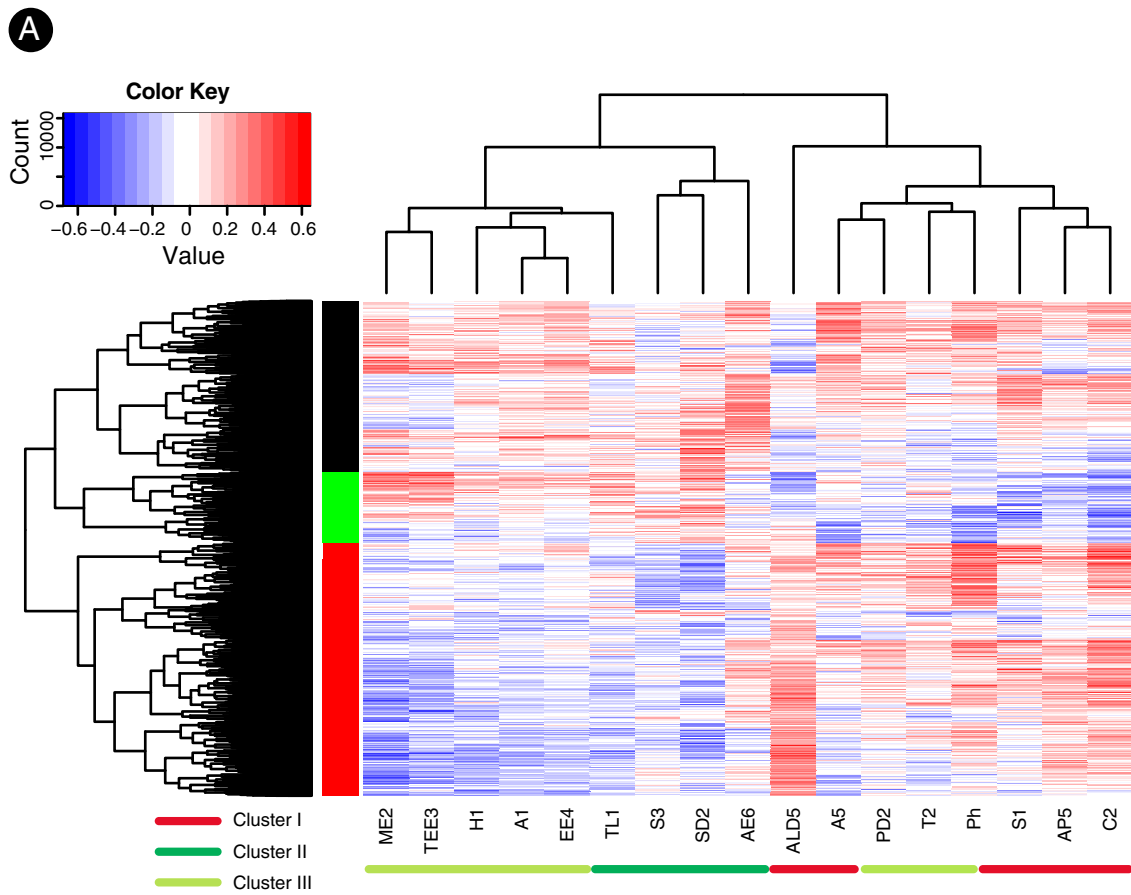 A
Color Key
Count
0 10000
−0.6 −0.4 −0.2 0 0.2 0.4 0.6
Value
ME2 TEE3 H1 A1 EE4 TL1 S3 SD2 AE6 ALD5 A5 PD2 T2 Ph S1 AP5 C2
Cluster I
Cluster II
Cluster III